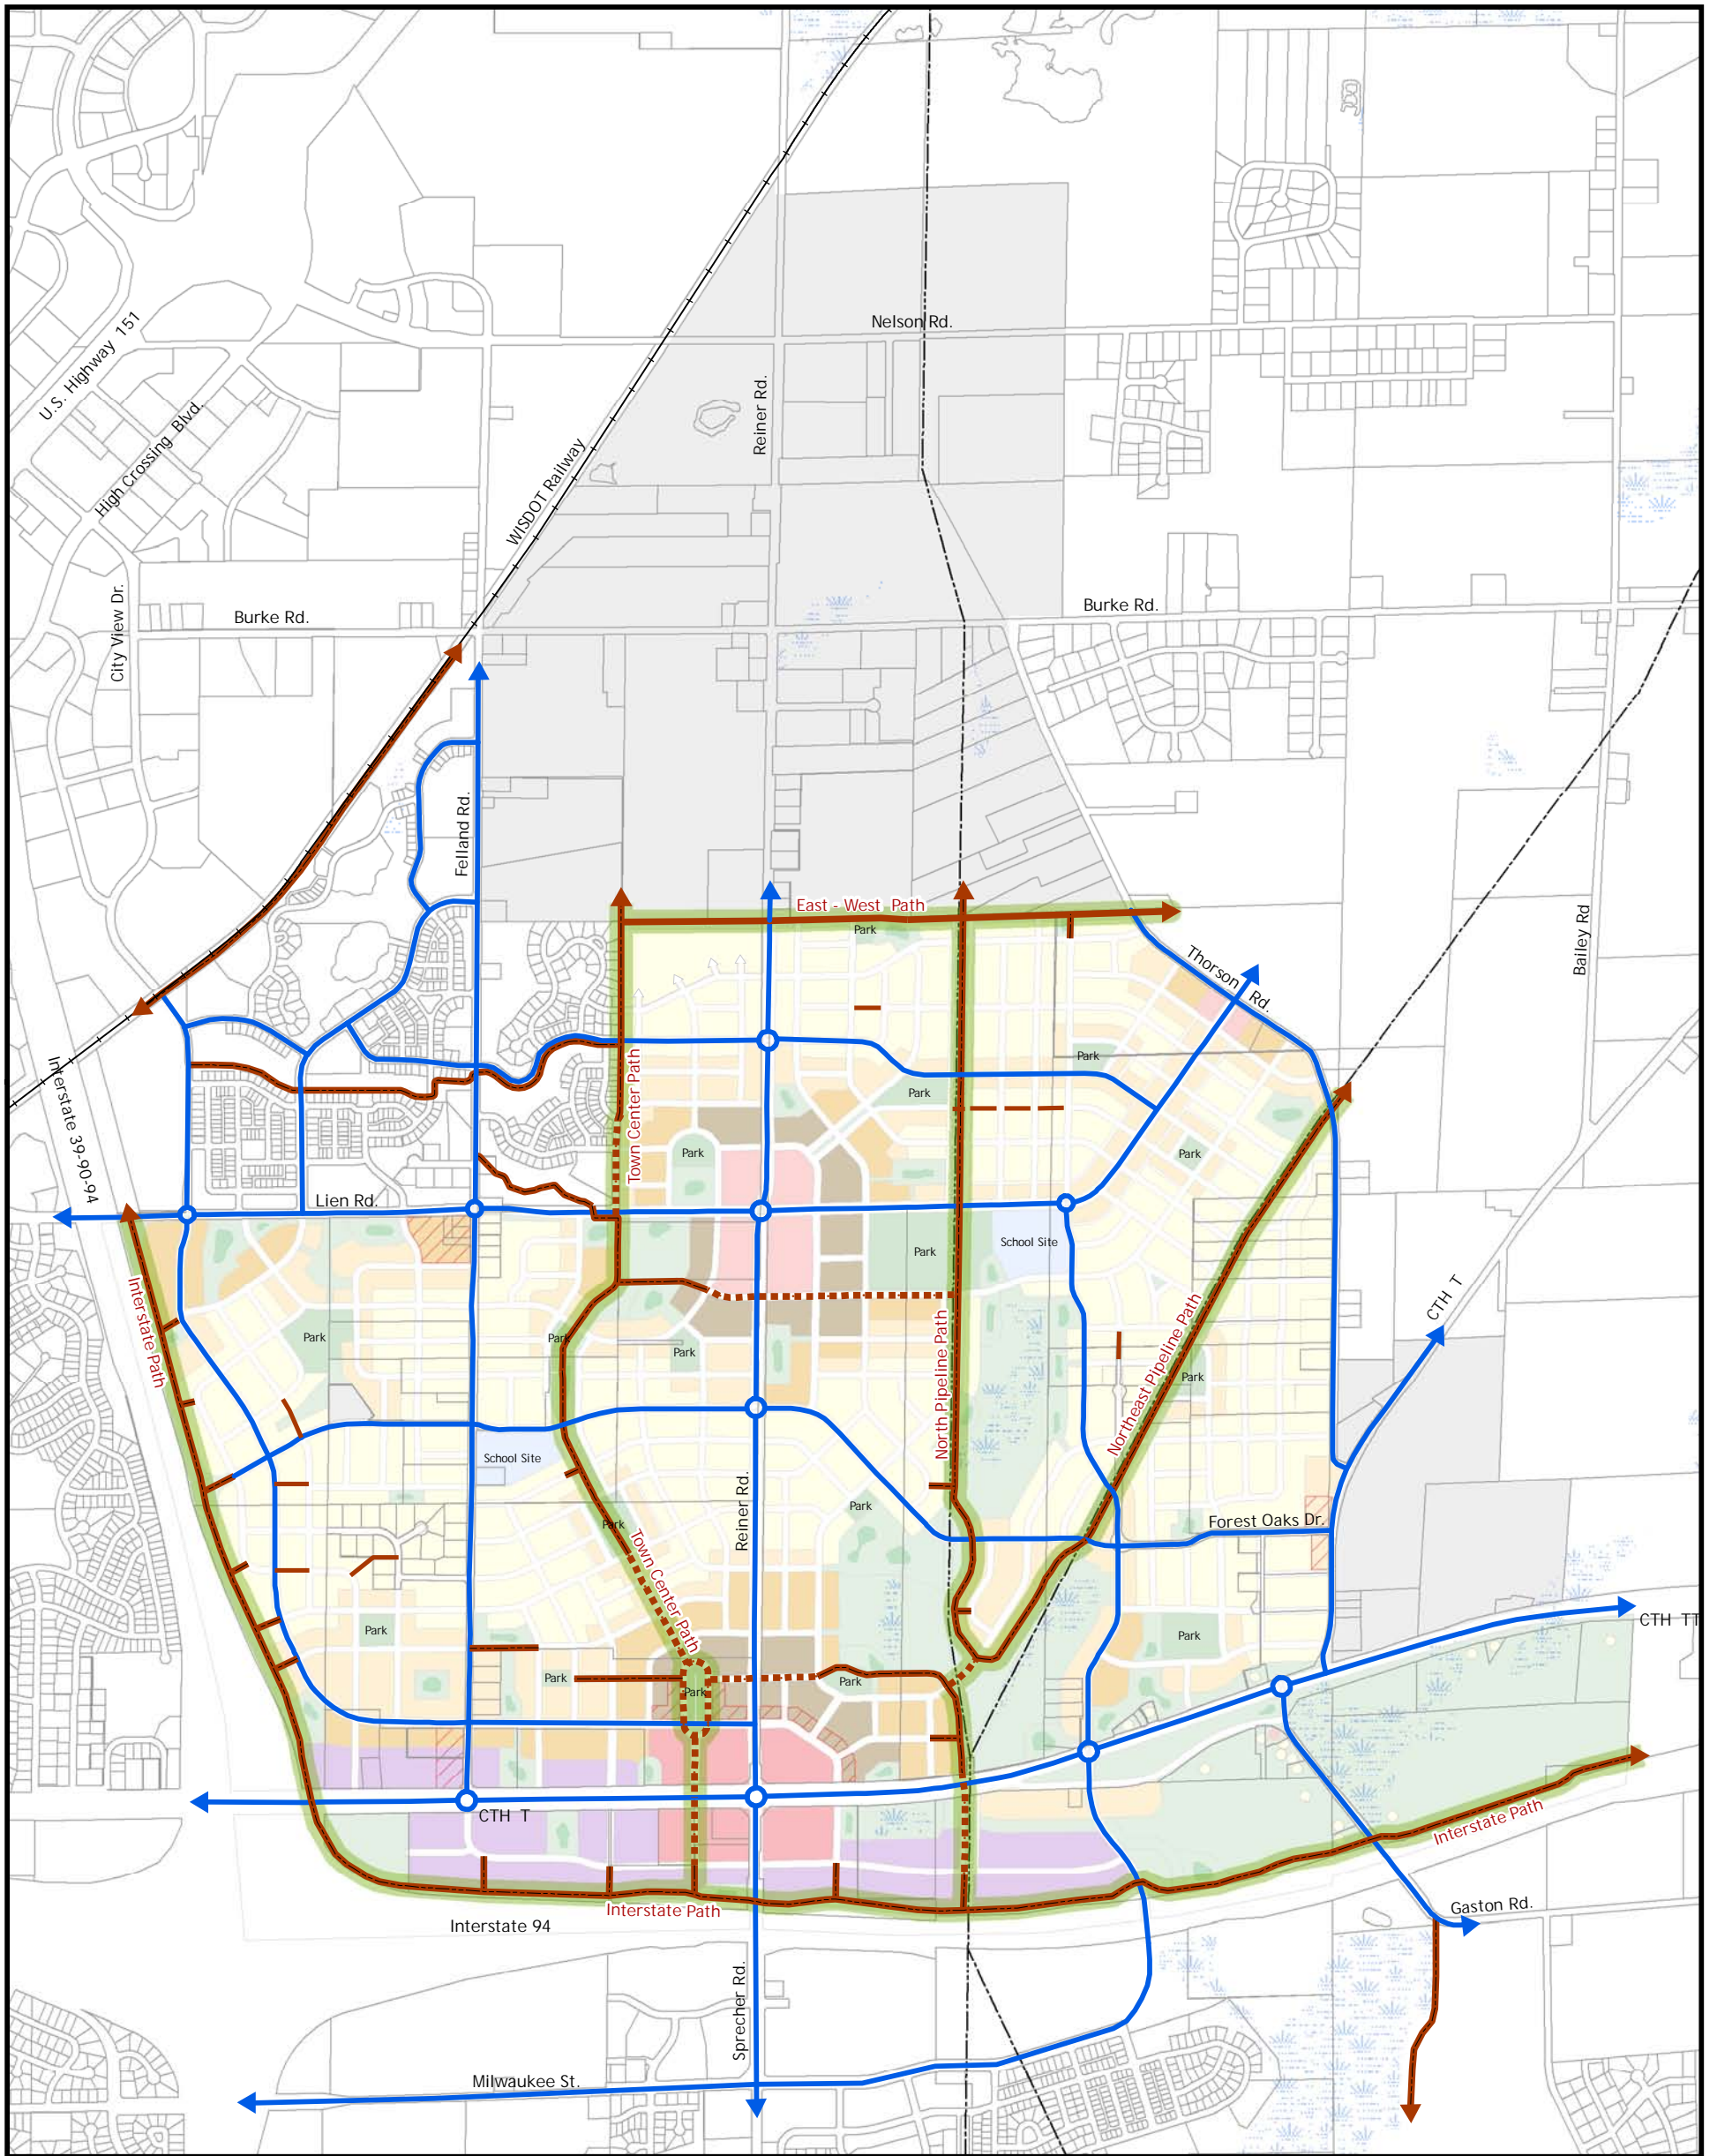 Nelson Rd.
U.S. Highway 151
Reiner Rd.
High Crossing Blvd.
WISDOT Railway
City View Dr.
Burke Rd.
Burke Rd.
Felland Rd.
East - West Path
Park
Bailey Rd
Thorson Rd.
Interstate 39-90-94
Town Center Path
Park
Park
Park
Park
Lien Rd.
School Site
Park
Interstate Path
CTH T
Park
Park
Park
North Pipeline Path
Northeast Pipeline Path
Park
School Site
Reiner Rd.
Park
Park
Forest Oaks Dr.
Town Center Path
CTH TT
Park
Park
Park
Park
Park
CTH T
Interstate Path
Interstate Path
Gaston Rd.
Interstate 94
Sprecher Rd.
Milwaukee St.